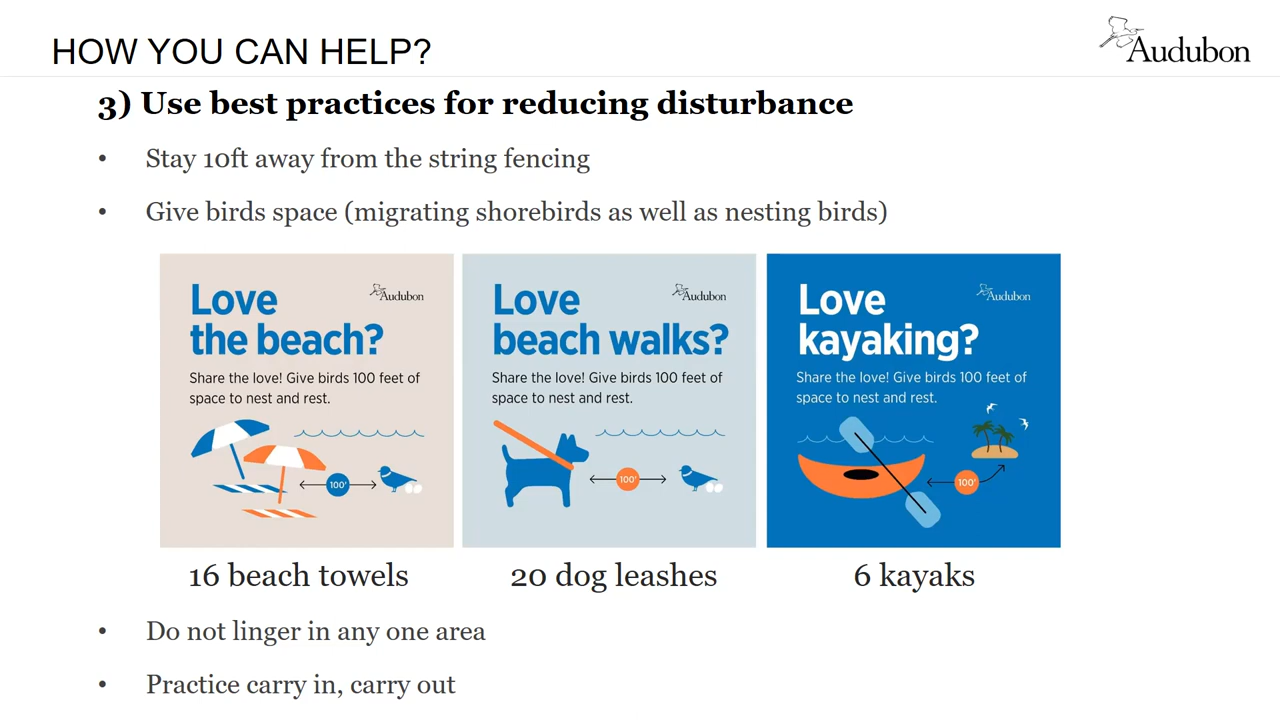 HOW YOU CAN HELP?
Audubon
3) Use best practices for reducing disturbance
• Stay 10ft away from the string fencing
• Give birds space (migrating shorebirds as well as nesting birds)
Audubon
Love
the beach?
Share the love! Give birds 100 feet of
space to nest and rest.
100'
16 beach towels
Audubon
Love
beach walks?
Share the love! Give birds 100 feet of
space to nest and rest.
100'
20 dog leashes
Audubon
Love
kayaking?
Share the love! Give birds 100 feet of
space to nest and rest.
100'
6 kayaks
• Do not linger in any one area
• Practice carry in, carry out